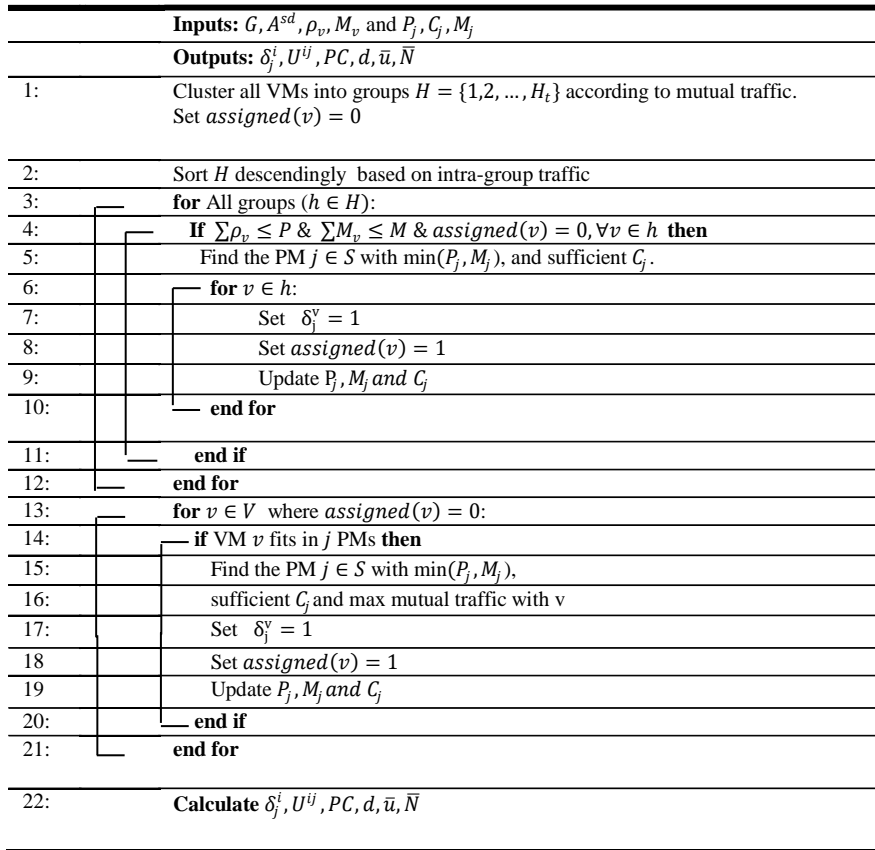 Inputs: G, A^{sd}, ρ_v, M_v and P_j, C_j, M_j
Outputs: δ_j^i, U^{ij}, PC, d, ū, N̄
1: Cluster all VMs into groups H = {1,2, … , H_t} according to mutual traffic.
Set assigned(v) = 0
2: Sort H descendingly based on intra-group traffic
3: for All groups (h ∈ H):
4: If ∑ρ_v ≤ P & ∑M_v ≤ M & assigned(v) = 0, ∀v ∈ h then
5: Find the PM j ∈ S with min(P_j, M_j), and sufficient C_j.
6: for v ∈ h:
7: Set δ_j^v = 1
8: Set assigned(v) = 1
9: Update P_j, M_j and C_j
10: end for
11: end if
12: end for
13: for v ∈ V where assigned(v) = 0:
14: if VM v fits in j PMs then
15: Find the PM j ∈ S with min(P_j, M_j),
16: sufficient C_j and max mutual traffic with v
17: Set δ_j^v = 1
18 Set assigned(v) = 1
19 Update P_j, M_j and C_j
20: end if
21: end for
22: Calculate δ_j^i, U^{ij}, PC, d, ū, N̄